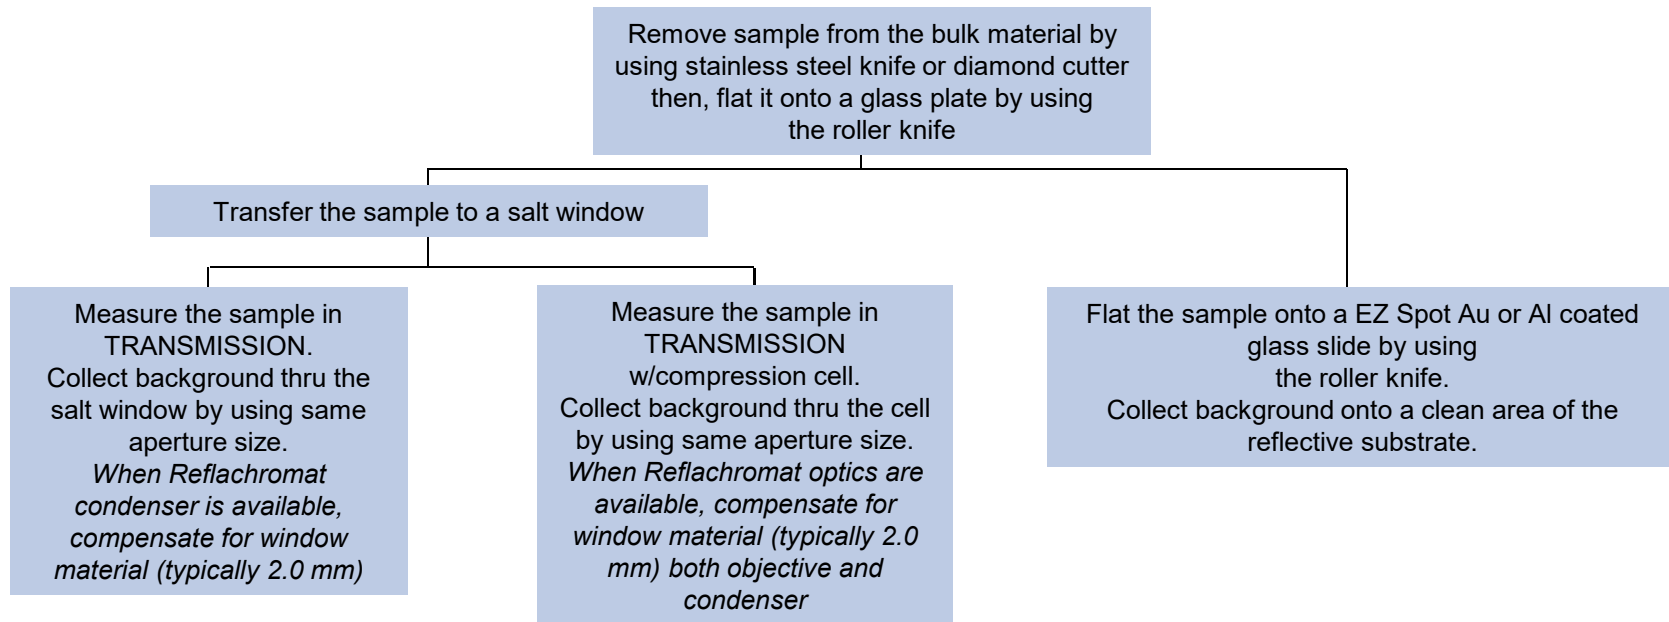 Remove sample from the bulk material by
using stainless steel knife or diamond cutter
then, flat it onto a glass plate by using
the roller knife
Transfer the sample to a salt window
Measure the sample in
TRANSMISSION.
Collect background thru the
salt window by using same
aperture size.
When Reflachromat
condenser is available,
compensate for window
material (typically 2.0 mm)
Measure the sample in
TRANSMISSION
w/compression cell.
Collect background thru the cell
by using same aperture size.
When Reflachromat optics are
available, compensate for
window material (typically 2.0
mm) both objective and
condenser
Flat the sample onto a EZ Spot Au or Al coated
glass slide by using
the roller knife.
Collect background onto a clean area of the
reflective substrate.